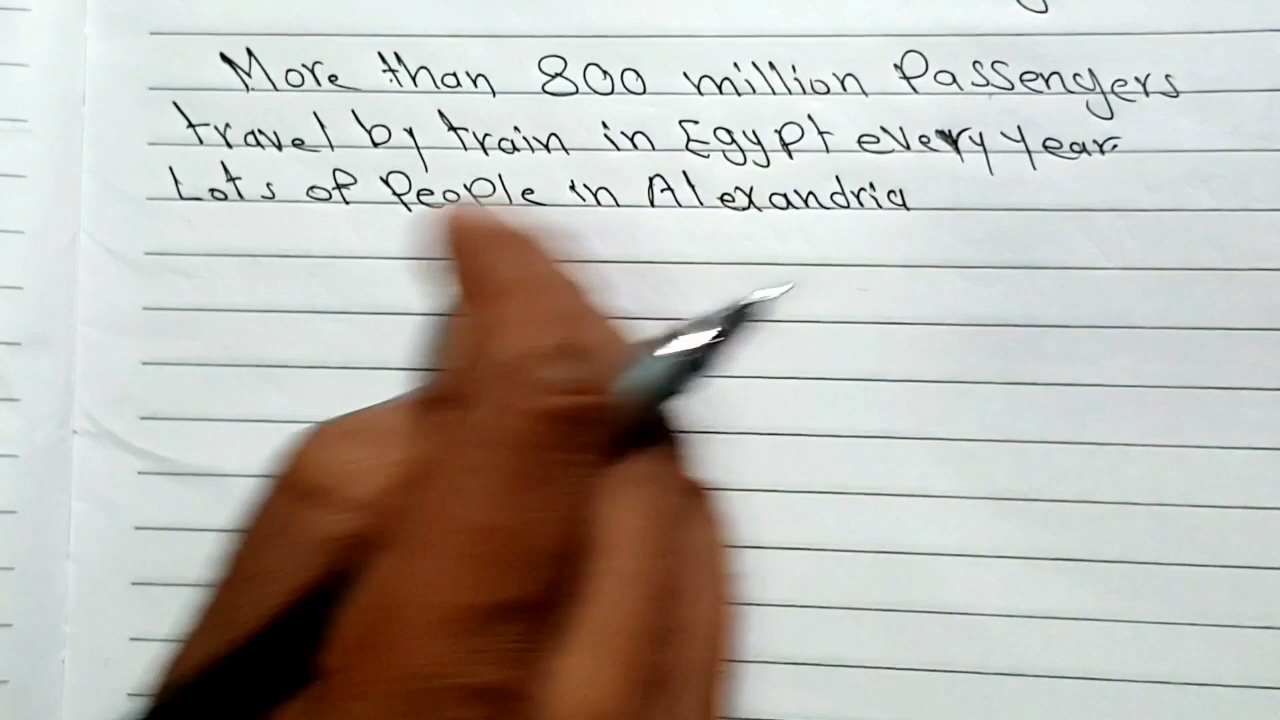 More than 800 million Passengers
travel by train in Egypt every year
Lots of People in Alexandria